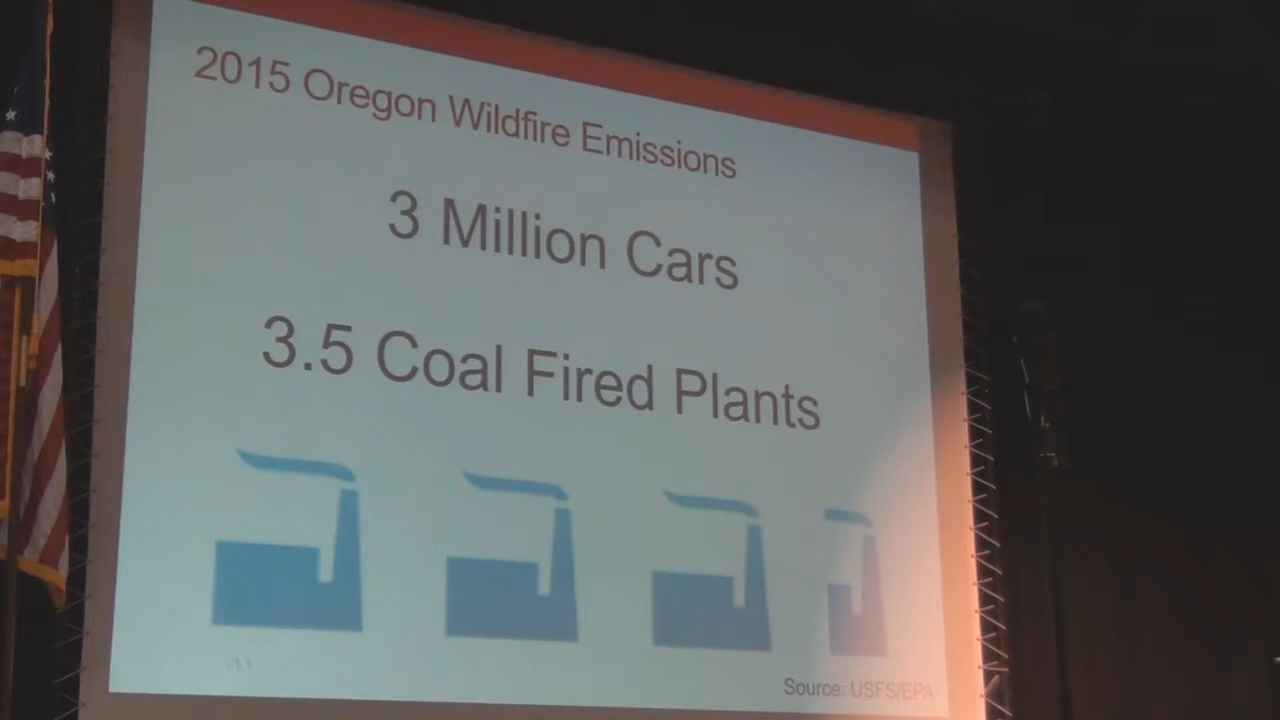 2015 Oregon Wildfire Emissions
3 Million Cars
3.5 Coal Fired Plants
Source: USFS/EPA